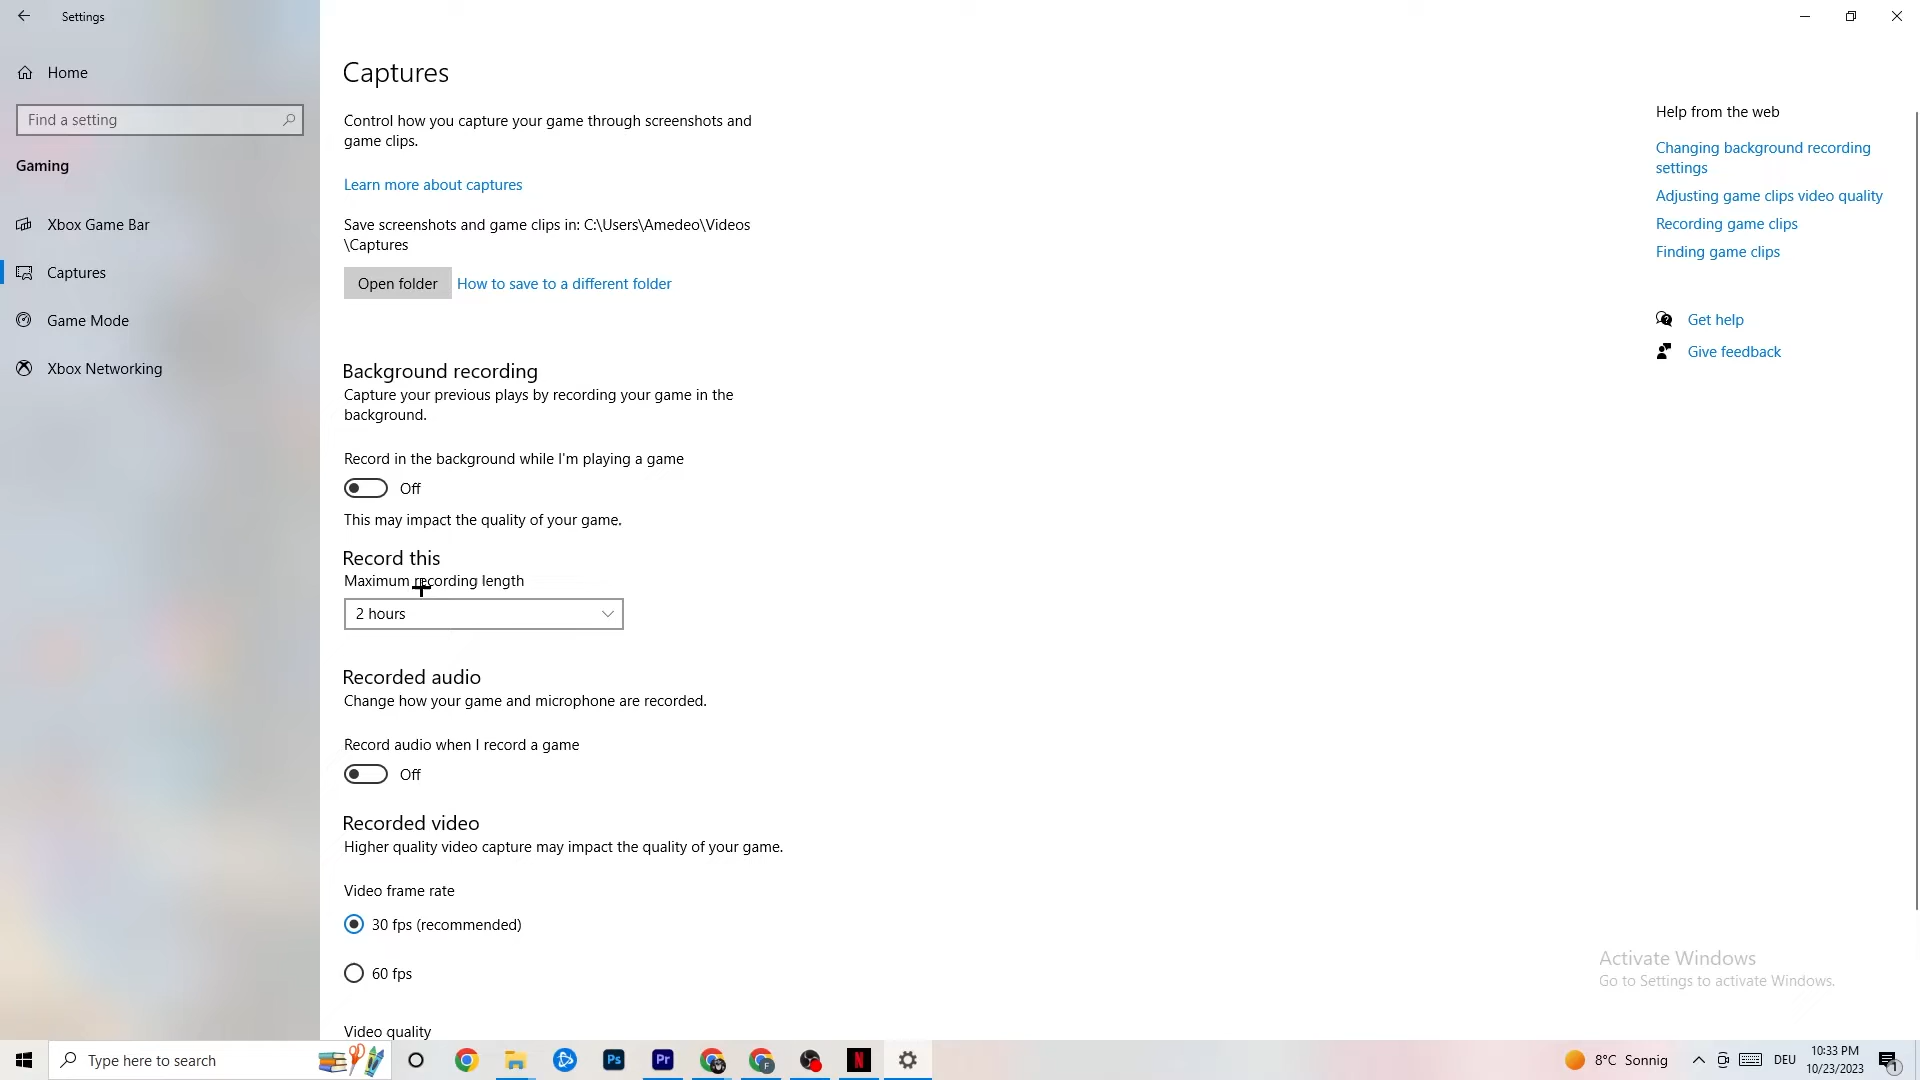 Settings
Home
Find a setting
Gaming
Xbox Game Bar
Captures
Game Mode
Xbox Networking
Captures
Control how you capture your game through screenshots and
game clips.
Learn more about captures
Save screenshots and game clips in: C:\Users\Amedeo\Videos
\Captures
Open folder
How to save to a different folder
Background recording
Capture your previous plays by recording your game in the
background.
Record in the background while I'm playing a game
Off
This may impact the quality of your game.
Record this
Maximum recording length
2 hours
Recorded audio
Change how your game and microphone are recorded.
Record audio when I record a game
Off
Recorded video
Higher quality video capture may impact the quality of your game.
Video frame rate
30 fps (recommended)
60 fps
Video quality
Help from the web
Changing background recording
settings
Adjusting game clips video quality
Recording game clips
Finding game clips
Get help
Give feedback
Activate Windows
Go to Settings to activate Windows.
Type here to search
Ps
Pr
F
N
8°C Sonnig
DEU
10:33 PM
10/23/2023
1